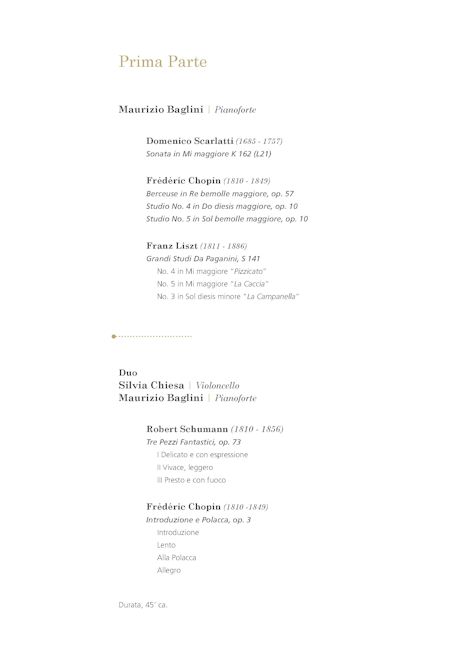 Prima Parte
Maurizio Baglini | Pianoforte
Domenico Scarlatti (1685 - 1757)
Sonata in Mi maggiore K 162 (L21)
Frédéric Chopin (1810 - 1849)
Berceuse in Re bemolle maggiore, op. 57
Studio No. 4 in Do diesis maggiore, op. 10
Studio No. 5 in Sol bemolle maggiore, op. 10
Franz Liszt (1811 - 1886)
Grandi Studi Da Paganini, S 141
No. 4 in Mi maggiore "Pizzicato"
No. 5 in Mi maggiore "La Caccia"
No. 3 in Sol diesis minore "La Campanella"
Duo
Silvia Chiesa | Violoncello
Maurizio Baglini | Pianoforte
Robert Schumann (1810 - 1856)
Tre Pezzi Fantastici, op. 73
I Delicato e con espressione
II Vivace, leggero
III Presto e con fuoco
Frédéric Chopin (1810 -1849)
Introduzione e Polacca, op. 3
Introduzione
Lento
Alla Polacca
Allegro
Durata, 45' ca.